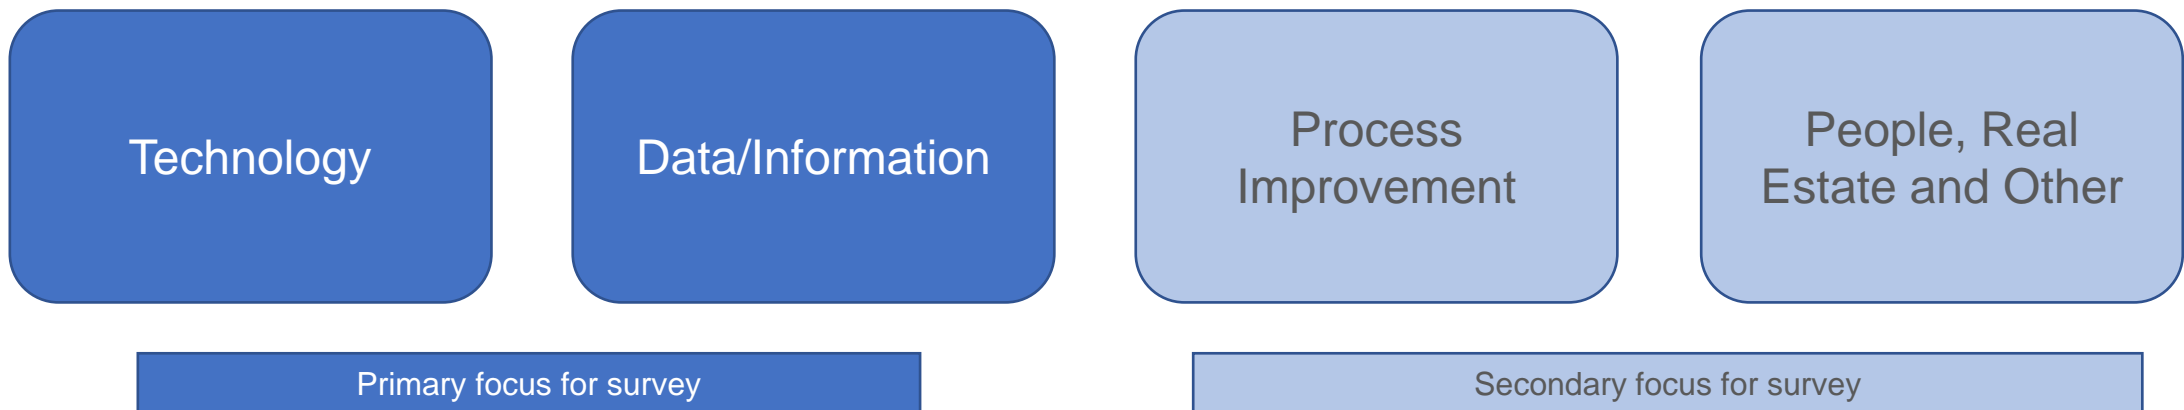 Technology
Data/Information
Process
Improvement
People, Real
Estate and Other
Primary focus for survey
Secondary focus for survey